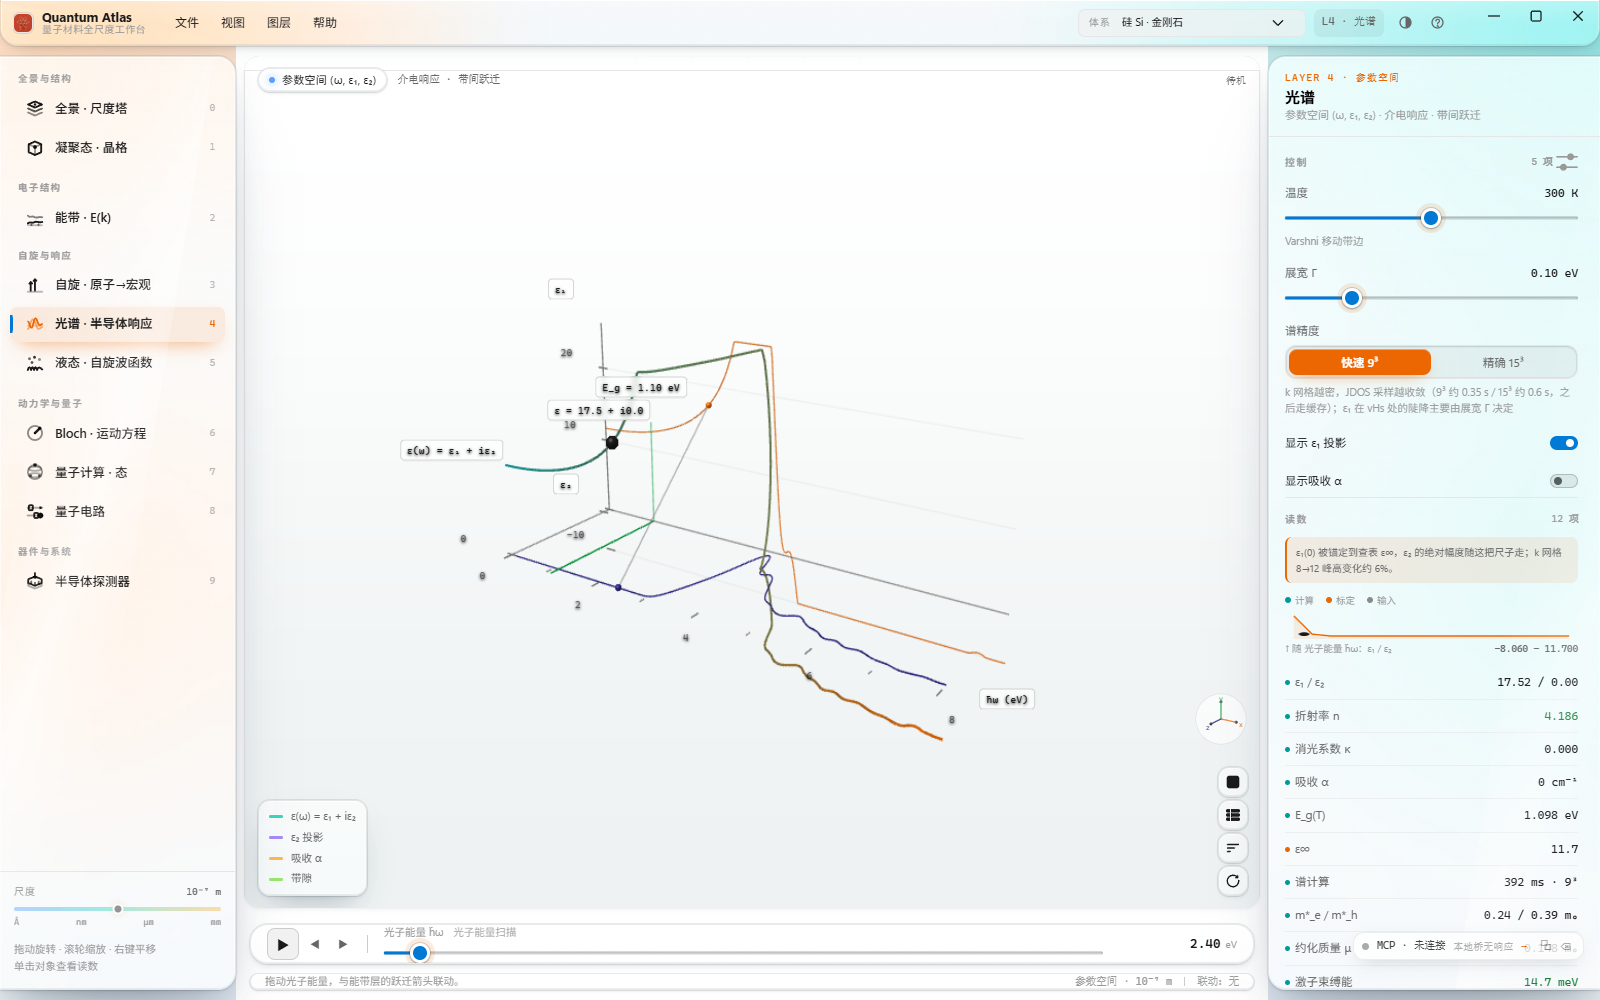 Quantum Atlas
量子材料全尺度工作台
文件
视图
图层
帮助
体系
硅 Si · 金刚石
L4 · 光谱
全景与结构
全景 · 尺度塔
0
凝聚态 · 晶格
1
电子结构
能带 · E(k)
2
自旋与响应
自旋 · 原子→宏观
3
光谱 · 半导体响应
4
液态 · 自旋波函数
5
动力学与量子
Bloch · 运动方程
6
量子计算 · 态
7
量子电路
8
器件与系统
半导体探测器
9
尺度
10⁻⁷ m
Å
nm
μm
mm
拖动旋转 · 滚轮缩放 · 右键平移
单击对象查看读数
参数空间 (ω, ε₁, ε₂)
介电响应 · 带间跃迁
待机
ε₁
20
E_g = 1.10 eV
ε = 17.5 + i0.0
10
ε(ω) = ε₁ + iε₂
ε₂
-10
0
0
2
4
6
8
ħω (eV)
ε(ω) = ε₁ + iε₂
ε₂ 投影
吸收 α
带隙
光子能量 ħω
光子能量扫描
2.40 eV
拖动光子能量，与能带层的跃迁箭头联动。
参数空间 · 10⁻⁹ m
联动：无
LAYER 4 · 参数空间
光谱
参数空间 (ω, ε₁, ε₂) · 介电响应 · 带间跃迁
控制
5 项
温度
300 K
Varshni 移动带边
展宽 Γ
0.10 eV
谱精度
快速 9³
精确 15³
k 网格越密，JDOS 采样越收敛（9³ 约 0.35 s / 15³ 约 0.6 s，之
后走缓存）；ε₁ 在 vHs 处的陡降主要由展宽 Γ 决定
显示 ε₁ 投影
显示吸收 α
读数
12 项
ε₁(0) 被锚定到查表 ε∞，ε₂ 的绝对幅度随这把尺子走；k 网格
8→12 峰高变化约 6%。
计算
标定
输入
↑ 随 光子能量 ħω：ε₁ / ε₂
-8.060 – 11.700
ε₁ / ε₂
17.52 / 0.00
折射率 n
4.186
消光系数 κ
0.000
吸收 α
0 cm⁻¹
E_g(T)
1.098 eV
ε∞
11.7
谱计算
392 ms · 9³
m*_e / m*_h
0.24 / 0.39 mₑ
约化质量 μ
MCP · 未连接
本地桥无响应
激子束缚能
14.7 meV